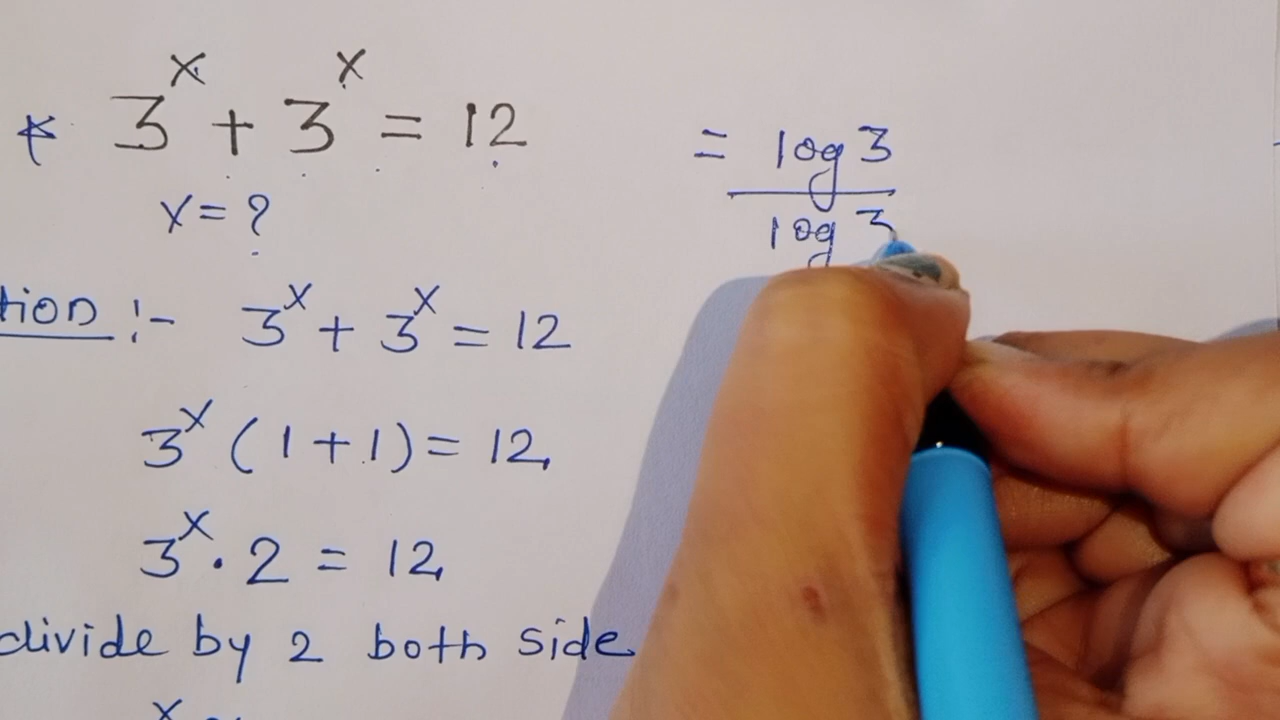 * 3^x + 3^x = 12
x = ?
tion :- 3^x + 3^x = 12
3^x (1 + 1) = 12
3^x . 2 = 12
divide by 2 both side
x
= log 3
log 3